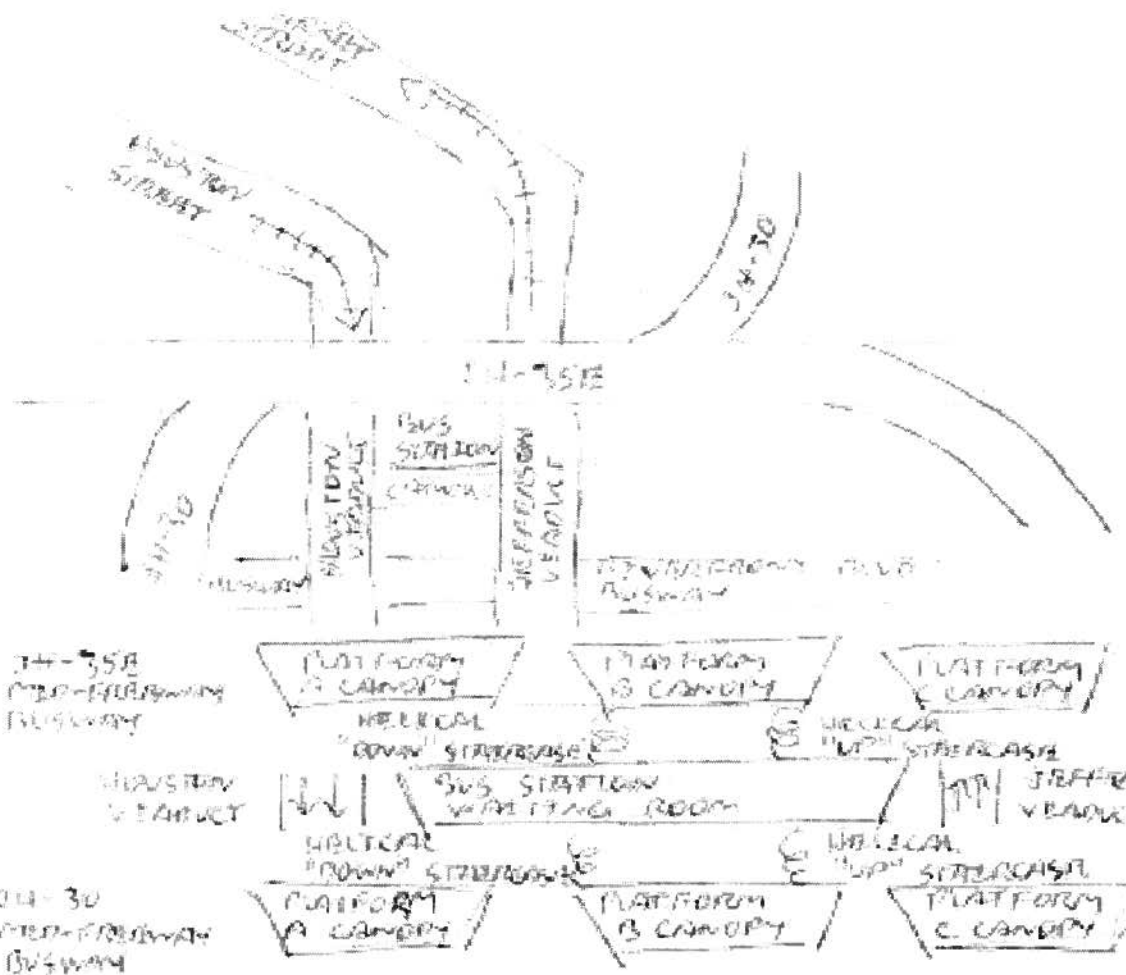 STREET
HOUSTON
STREET
IH-30
IH-35E
BUS
STATION
CANOPY
HOUSTON
VIADUCT
JEFFERSON
VIADUCT
IH-30
BUSWAY
BUSWAY
IH-35E
MID-FREEWAY
BUSWAY
PLATFORM
A CANOPY
PLATFORM
B CANOPY
PLATFORM
C CANOPY
HELICAL
"DOWN" STAIRCASE
HELICAL
"UP" STAIRCASE
HOUSTON
VIADUCT
BUS STATION
WAITING ROOM
JEFFE
VIADUC
HELICAL
"DOWN" STAIRCASE
HELICAL
"UP" STAIRCASE
IH-30
MID-FREEWAY
BUSWAY
PLATFORM
A CANOPY
PLATFORM
B CANOPY
PLATFORM
C CANOPY